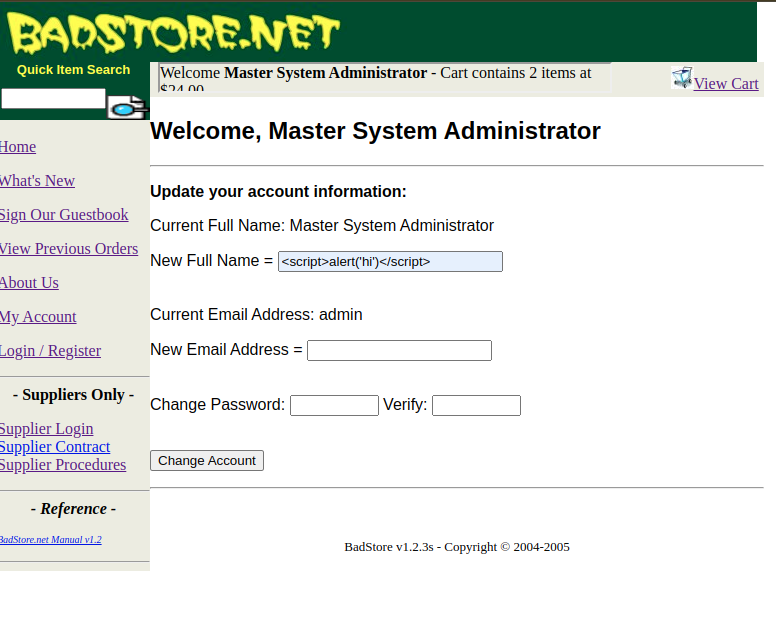 BADSTORE.NET
Quick Item Search
Welcome Master System Administrator - Cart contains 2 items at
$24.00
View Cart
Home
What's New
Sign Our Guestbook
View Previous Orders
About Us
My Account
Login / Register
- Suppliers Only -
Supplier Login
Supplier Contract
Supplier Procedures
- Reference -
BadStore.net Manual v1.2
Welcome, Master System Administrator
Update your account information:
Current Full Name: Master System Administrator
New Full Name = <script>alert('hi')</script>
Current Email Address: admin
New Email Address =
Change Password: Verify:
Change Account
BadStore v1.2.3s - Copyright © 2004-2005